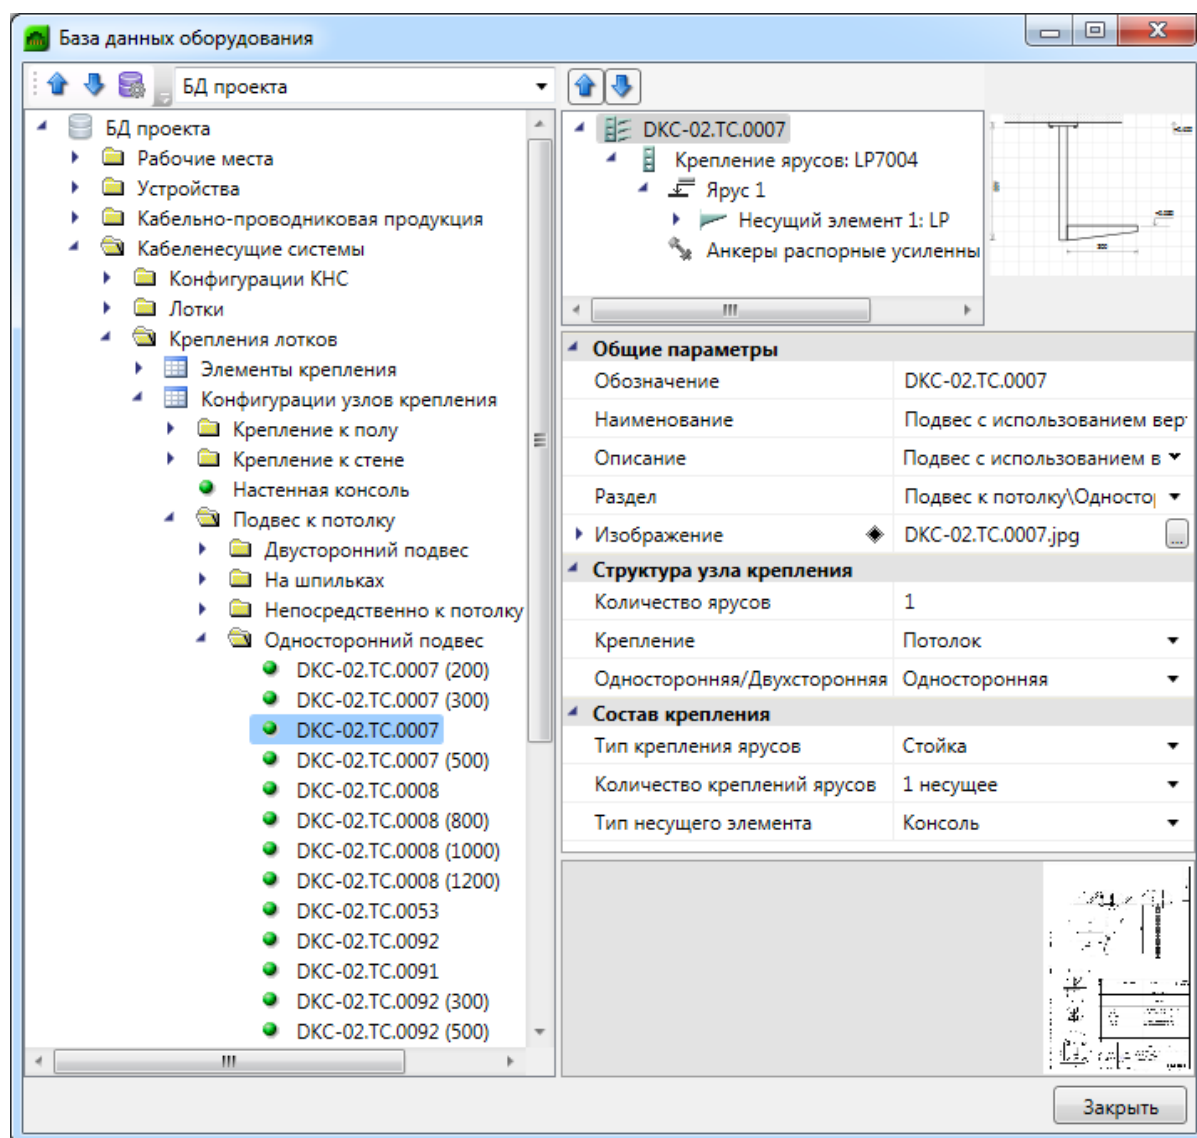 База данных оборудования
БД проекта
БД проекта
Рабочие места
Устройства
Кабельно-проводниковая продукция
Кабеленесущие системы
Конфигурации КНС
Лотки
Крепления лотков
Элементы крепления
Конфигурации узлов крепления
Крепление к полу
Крепление к стене
Настенная консоль
Подвес к потолку
Двусторонний подвес
На шпильках
Непосредственно к потолку
Односторонний подвес
DKC-02.TC.0007 (200)
DKC-02.TC.0007 (300)
DKC-02.TC.0007
DKC-02.TC.0007 (500)
DKC-02.TC.0008
DKC-02.TC.0008 (800)
DKC-02.TC.0008 (1000)
DKC-02.TC.0008 (1200)
DKC-02.TC.0053
DKC-02.TC.0092
DKC-02.TC.0091
DKC-02.TC.0092 (300)
DKC-02.TC.0092 (500)
DKC-02.TC.0007
Крепление ярусов: LP7004
Ярус 1
Несущий элемент 1: LP
Анкеры распорные усиленны
Общие параметры
Обозначение DKC-02.TC.0007
Наименование Подвес с использованием вер
Описание Подвес с использованием в
Раздел Подвес к потолку\Односто
Изображение DKC-02.TC.0007.jpg ...
Структура узла крепления
Количество ярусов 1
Крепление Потолок
Односторонняя/Двухсторонняя Односторонняя
Состав крепления
Тип крепления ярусов Стойка
Количество креплений ярусов 1 несущее
Тип несущего элемента Консоль
Закрыть